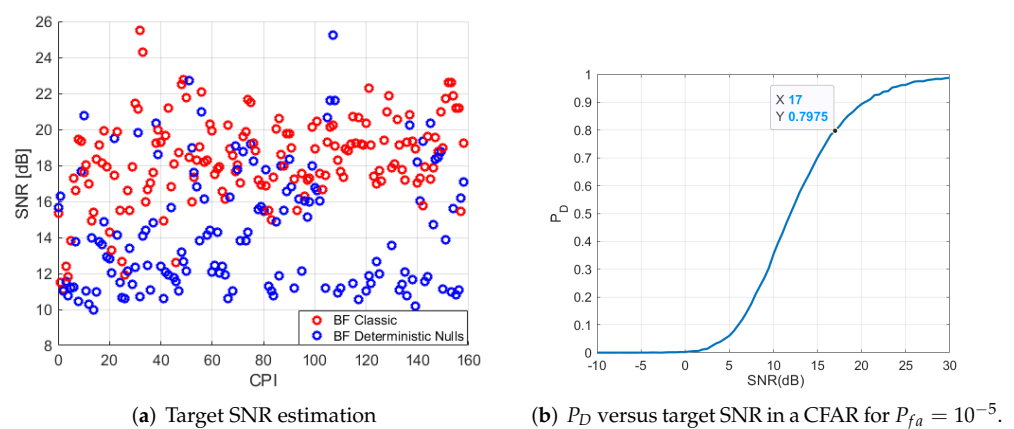 26
24
22
20
18
16
14
12
10
8
SNR [dB]
0 20 40 60 80 100 120 140 160
CPI
BF Classic
BF Deterministic Nulls
(a) Target SNR estimation
1
0.9
0.8
0.7
0.6
0.5
0.4
0.3
0.2
0.1
0
P_D
X 17
Y 0.7975
-10 -5 0 5 10 15 20 25 30
SNR(dB)
(b) P_D versus target SNR in a CFAR for P_{fa} = 10^{-5}.